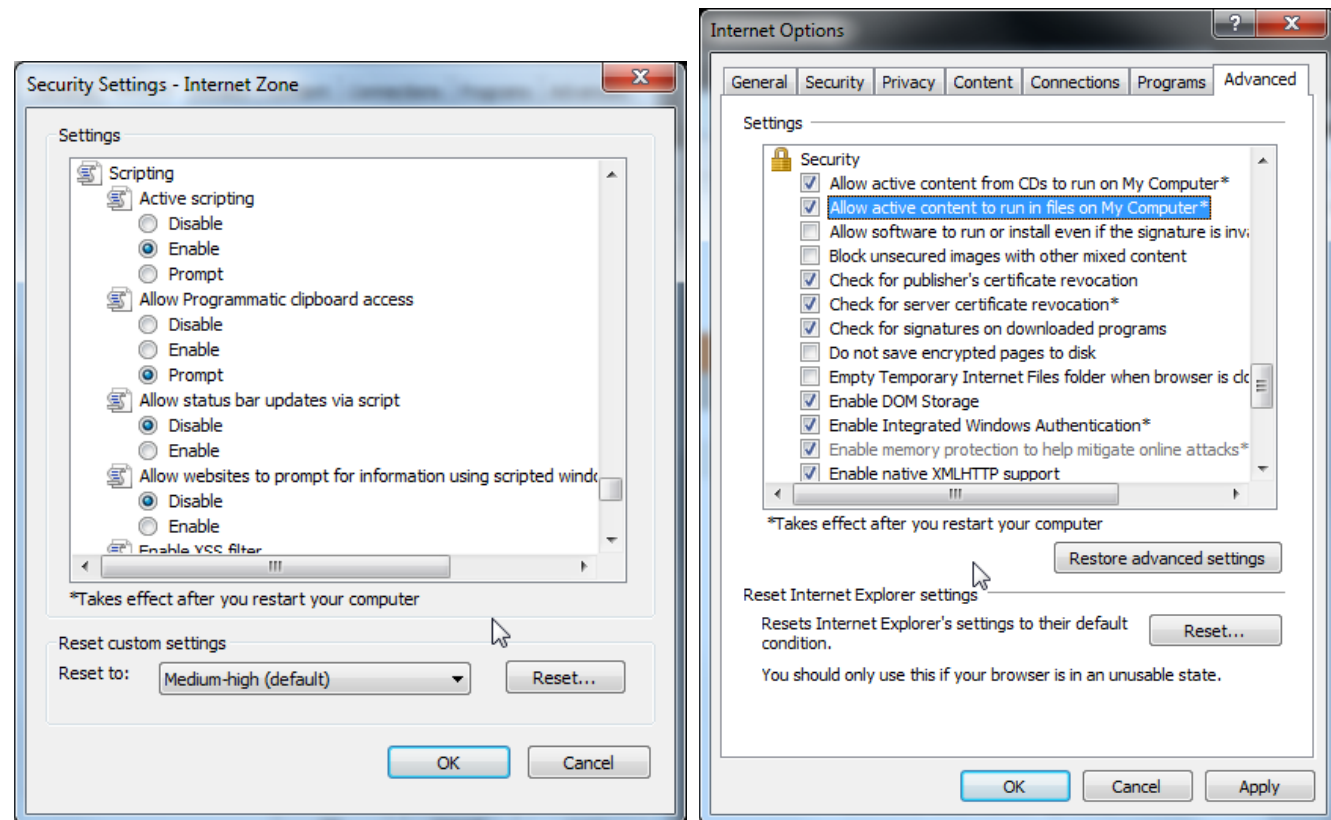 Security Settings - Internet Zone
Settings
Scripting
Active scripting
Disable
Enable
Prompt
Allow Programmatic clipboard access
Disable
Enable
Prompt
Allow status bar updates via script
Disable
Enable
Allow websites to prompt for information using scripted
Disable
Enable
Enable XSS filter
*Takes effect after you restart your computer
Reset custom settings
Reset to:
Medium-high (default)
Reset...
OK
Cancel
Internet Options
?
General
Security
Privacy
Content
Connections
Programs
Advanced
Settings
Security
Allow active content from CDs to run on My Computer*
Allow active content to run in files on My Computer*
Allow software to run or install even if the signature is
Block unsecured images with other mixed content
Check for publisher's certificate revocation
Check for server certificate revocation*
Check for signatures on downloaded programs
Do not save encrypted pages to disk
Empty Temporary Internet Files folder when browser is
Enable DOM Storage
Enable Integrated Windows Authentication*
Enable memory protection to help mitigate online attacks*
Enable native XMLHTTP support
*Takes effect after you restart your computer
Restore advanced settings
Reset Internet Explorer settings
Resets Internet Explorer's settings to their default
condition.
Reset...
You should only use this if your browser is in an unusable state.
OK
Cancel
Apply